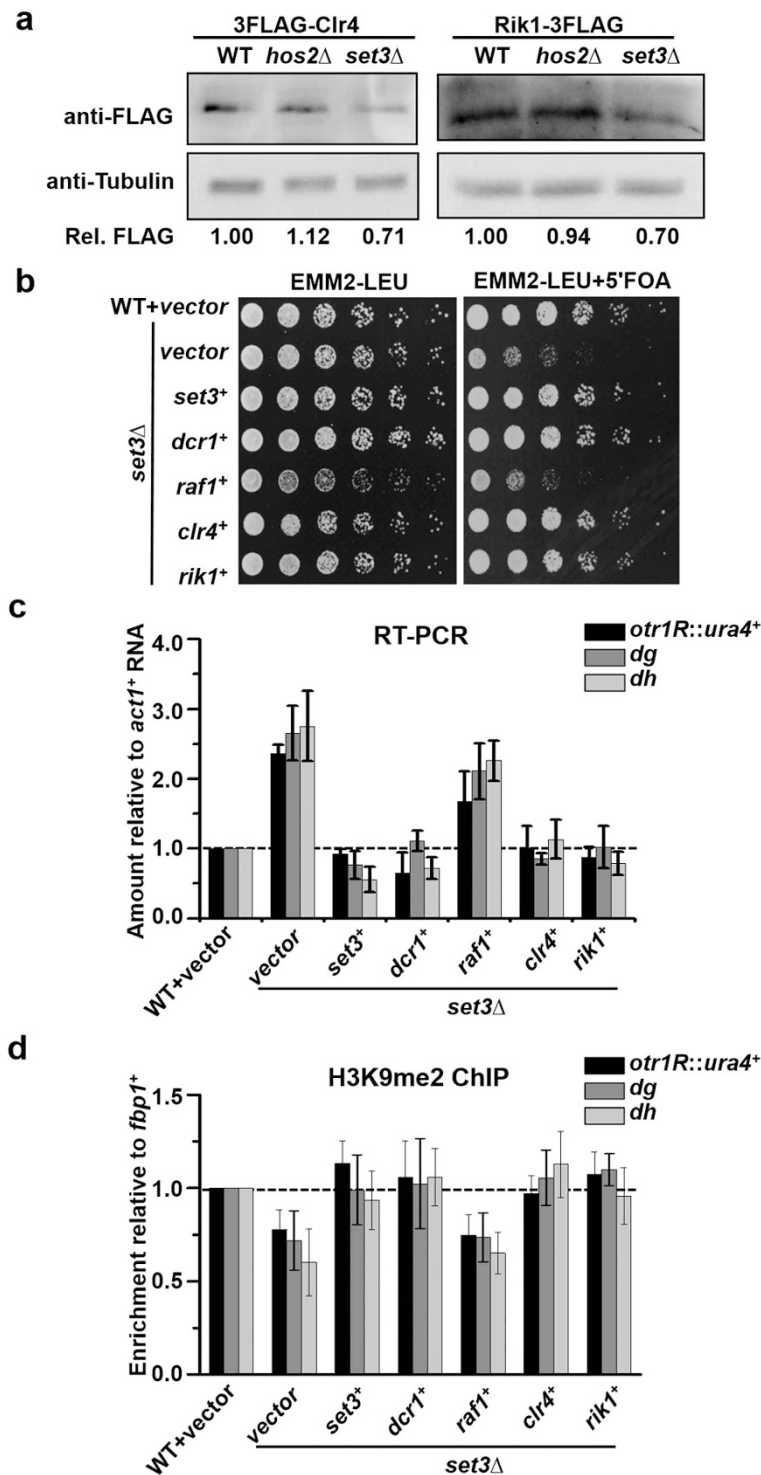 a
3FLAG-Clr4 Rik1-3FLAG
WT hos2Δ set3Δ WT hos2Δ set3Δ
anti-FLAG
anti-Tubulin
Rel. FLAG 1.00 1.12 0.71 1.00 0.94 0.70
b
EMM2-LEU EMM2-LEU+5'FOA
WT+vector
vector
set3+
dcr1+
raf1+
clr4+
rik1+
set3Δ
c
RT-PCR
otr1R::ura4+
dg
dh
Amount relative to act1+ RNA
4.0
3.0
2.0
1.0
0.0
WT+vector vector set3+ dcr1+ raf1+ clr4+ rik1+
set3Δ
d
H3K9me2 ChIP
otr1R::ura4+
dg
dh
Enrichment relative to fbp1+
1.5
1.0
0.5
0.0
WT+vector vector set3+ dcr1+ raf1+ clr4+ rik1+
set3Δ